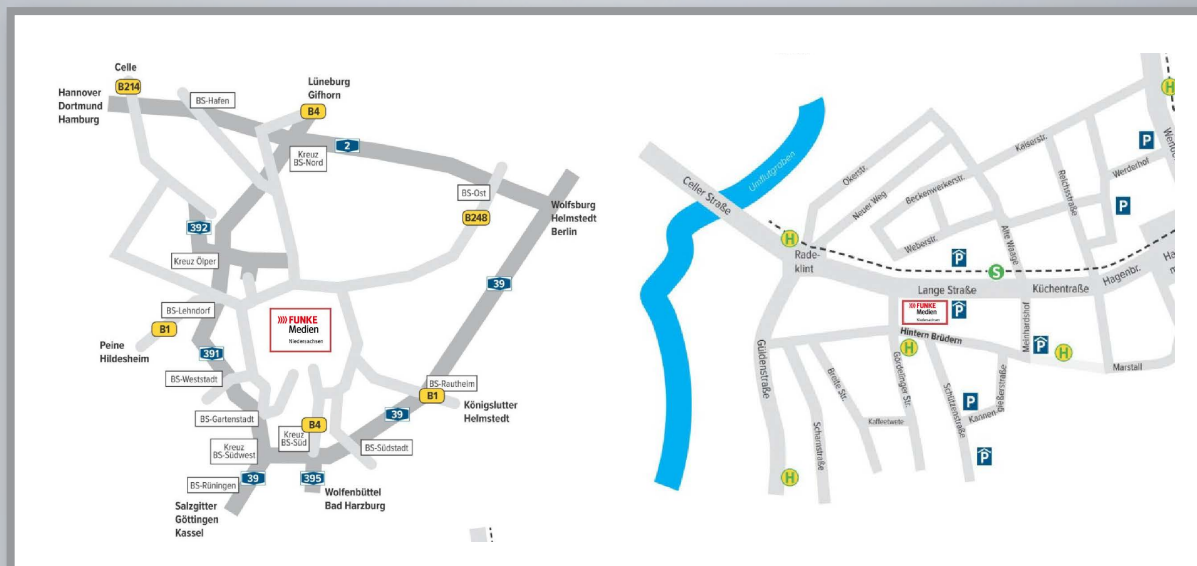 Celle
B214
Hannover
Dortmund
Hamburg
BS-Hafen
Lüneburg
Gifhorn
B4
2
Kreuz
BS-Nord
BS-Ost
B248
Wolfsburg
Helmstedt
Berlin
392
Kreuz Ölper
39
BS-Lehndorf
B1
Peine
Hildesheim
FUNKE
Medien
Niedersachsen
391
BS-Weststadt
BS-Rautheim
B1
Königslutter
Helmstedt
BS-Gartenstadt
B4
39
Kreuz
BS-Süd
BS-Südstadt
Kreuz
BS-Südwest
BS-Rüningen
39
395
Wolfenbüttel
Bad Harzburg
Salzgitter
Göttingen
Kassel
Umflutgraben
Celler Straße
Okerstr.
Neuer Weg
Beckenwerkerstr.
Weberstr.
Kaiserstr.
Reichsstraße
Werderhof
Alte Waage
H
P
P
H
Rade-
klint
P
S
Lange Straße
Küchentraße
Hagenbr.
FUNKE
Medien
Niedersachsen
P
Hintern Brüdern
Meinhardshof
H
P
H
Marstall
Güldenstraße
Breite Str.
Gördelinger Str.
Scharrnstraße
Kaffeetwete
Schützenstraße
P
Kannen
gießerstraße
P
H